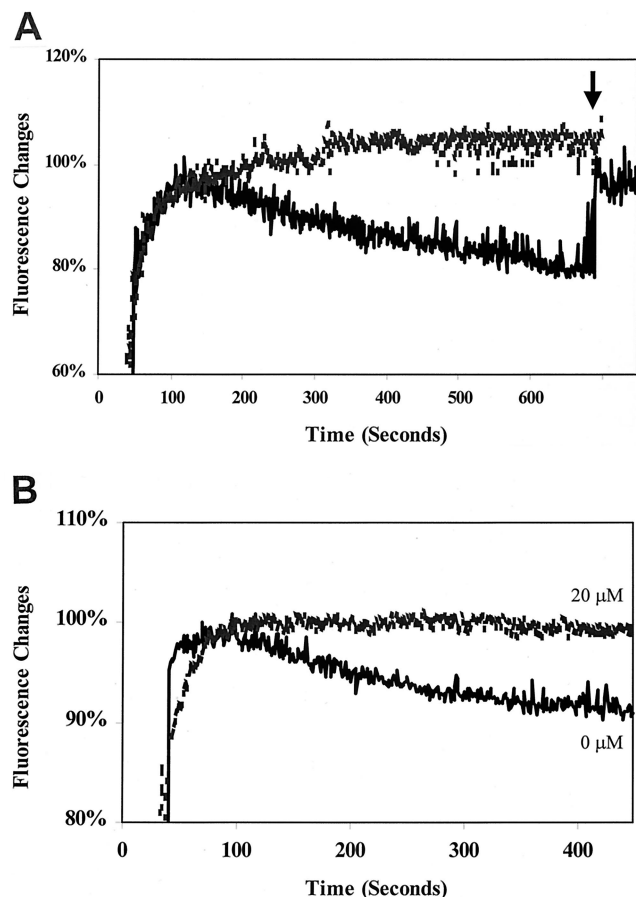 A
120%
100%
80%
60%
Fluorescence Changes
0 100 200 300 400 500 600
Time (Seconds)
B
110%
100%
90%
80%
Fluorescence Changes
20 µM
0 µM
0 100 200 300 400
Time (Seconds)